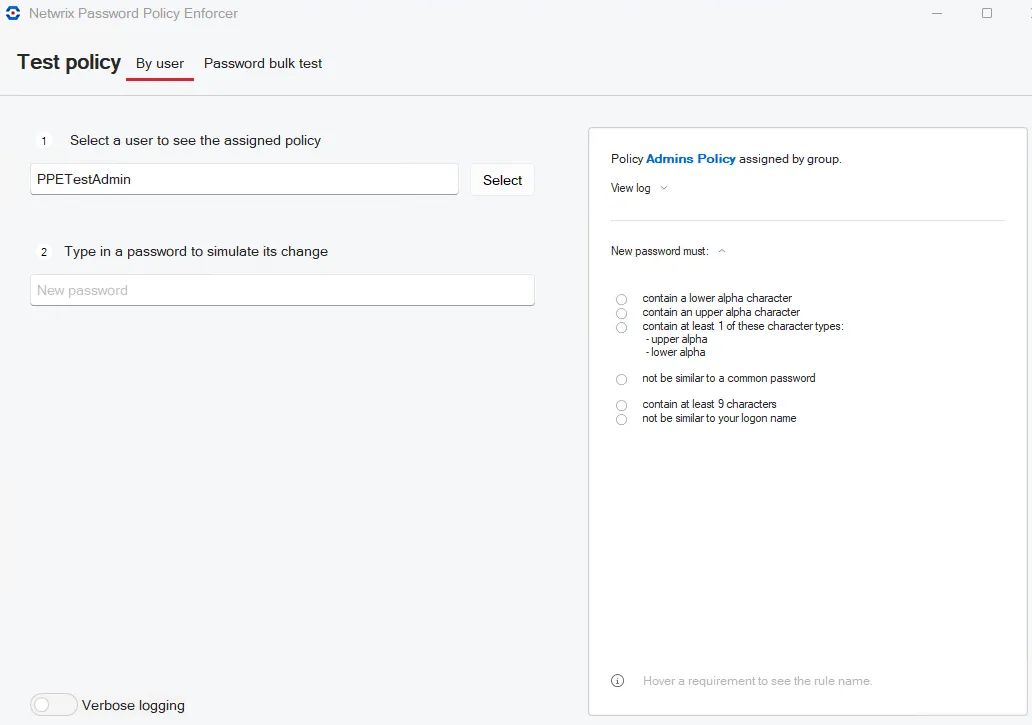 Netwrix Password Policy Enforcer
Test policy By user Password bulk test
1 Select a user to see the assigned policy
PPETestAdmin
Select
2 Type in a password to simulate its change
New password
Verbose logging
Policy Admins Policy assigned by group.
View log
New password must:
contain a lower alpha character
contain an upper alpha character
contain at least 1 of these character types:
- upper alpha
- lower alpha
not be similar to a common password
contain at least 9 characters
not be similar to your logon name
Hover a requirement to see the rule name.